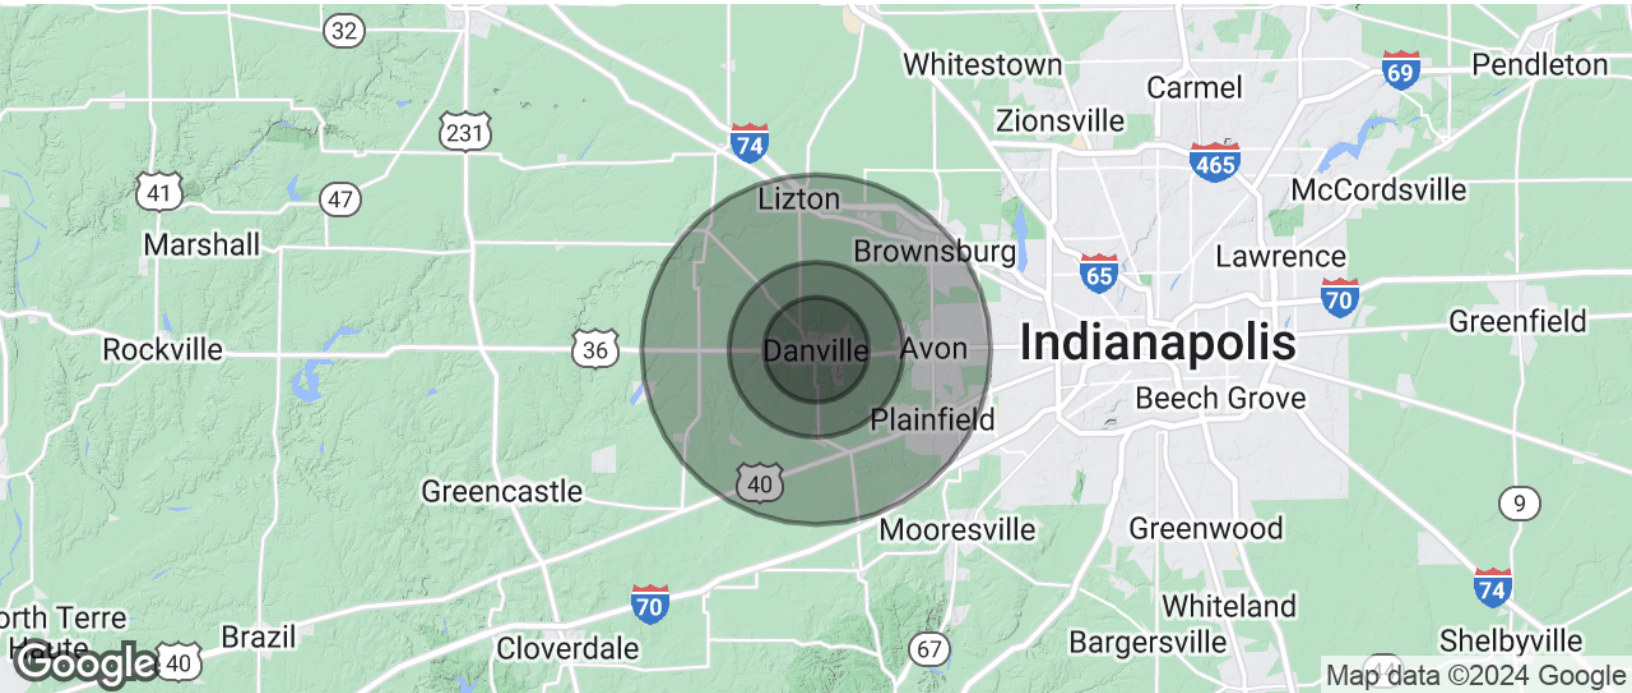 32
Whitestown
69
Pendleton
Carmel
Zionsville
231
74
465
41
47
Lizton
McCordsville
Marshall
Brownsburg
Lawrence
65
70
Rockville
36
Danville
Avon
Indianapolis
Greenfield
Beech Grove
Plainfield
Greencastle
40
9
Mooresville
Greenwood
74
70
Whiteland
orth Terre
Haute
Brazil
Cloverdale
67
Bargersville
Shelbyville
Google
40
44
Map data ©2024 Google